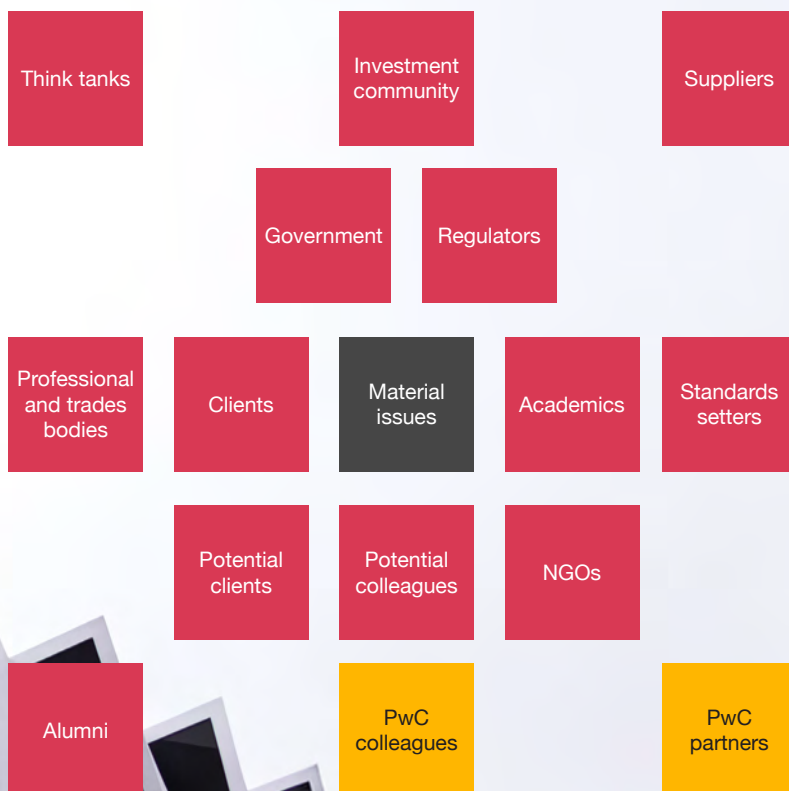 Think tanks
Investment
community
Suppliers
Government
Regulators
Professional
and trades
bodies
Clients
Material
issues
Academics
Standards
setters
Potential
clients
Potential
colleagues
NGOs
Alumni
PwC
colleagues
PwC
partners